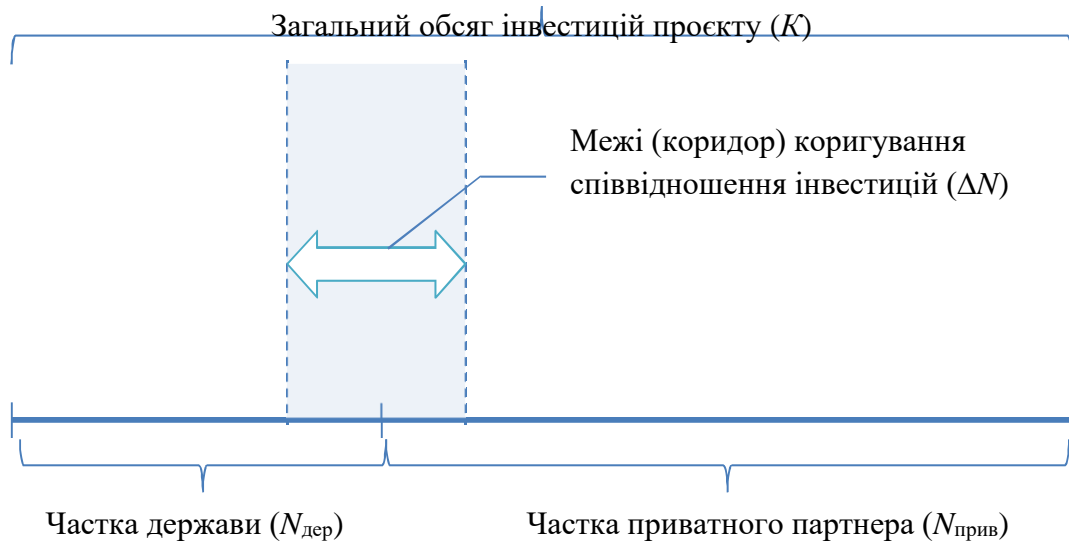 Загальний обсяг інвестицій проєкту (К)
Межі (коридор) коригування
співвідношення інвестицій (ΔN)
Частка держави (Nдер)
Частка приватного партнера (Nприв)